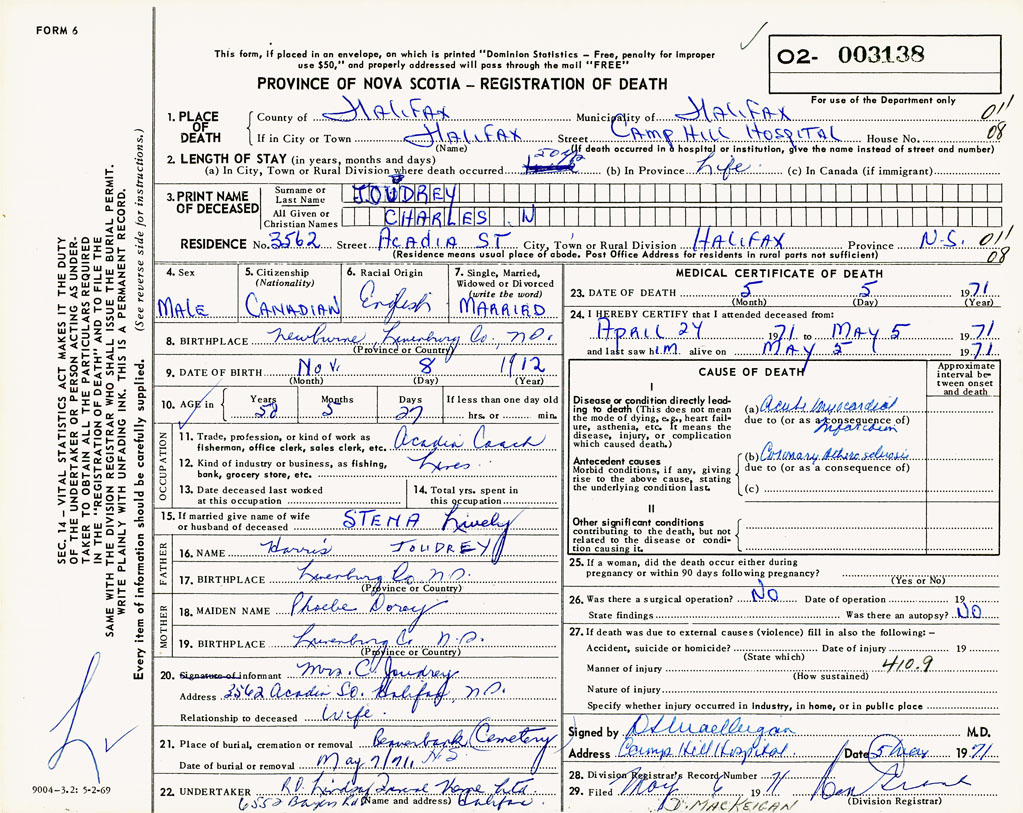 FORM 6
This form, if placed in an envelope, on which is printed "Dominion Statistics – Free, penalty for improper
use $50," and properly addressed will pass through the mail "FREE"
PROVINCE OF NOVA SCOTIA – REGISTRATION OF DEATH
O2- 003138
For use of the Department only
SEC. 14 – VITAL STATISTICS ACT MAKES IT THE DUTY
OF THE UNDERTAKER OR PERSON ACTING AS UNDER-
TAKER TO OBTAIN ALL THE PARTICULARS REQUIRED
IN THE "REGISTRATION OF DEATH" AND TO FILE THE
SAME WITH THE DIVISION REGISTRAR WHO SHALL ISSUE THE BURIAL PERMIT.
WRITE PLAINLY WITH UNFADING INK. THIS IS A PERMANENT RECORD.
Every item of information should be carefully supplied. (See reverse side for instructions.)
1. PLACE OF DEATH County of HALIFAX Municipality of HALIFAX 011
If in City or Town HALIFAX Street CAMP HILL HOSPITAL House No. 08
(Name) (If death occurred in a hospital or institution, give the name instead of street and number)
2. LENGTH OF STAY (in years, months and days)
(a) In City, Town or Rural Division where death occurred (b) In Province Life (c) In Canada (if immigrant)
3. PRINT NAME OF DECEASED Surname or Last Name JOUDREY
All Given or Christian Names CHARLES N
RESIDENCE No. 3562 Street ACADIA ST City, Town or Rural Division HALIFAX Province N.S. 011
(Residence means usual place of abode. Post Office Address for residents in rural parts not sufficient) 08
4. Sex MALE
5. Citizenship (Nationality) CANADIAN
6. Racial Origin English
7. Single, Married, Widowed or Divorced (write the word) MARRIED
8. BIRTHPLACE Newburne, Lunenburg Co., N.S.
(Province or Country)
9. DATE OF BIRTH Nov. 8 1912
(Month) (Day) (Year)
10. AGE in Years 58 Months 5 Days 27 If less than one day hrs. or min.
OCCUPATION
11. Trade, profession, or kind of work as fisherman, office clerk, sales clerk, etc. Acadia Coach
12. Kind of industry or business, as fishing, bank, grocery store, etc. Lines
13. Date deceased last worked at this occupation
14. Total yrs. spent in this occupation
15. If married give name of wife or husband of deceased STENA Lively
FATHER
16. NAME Harris JOUDREY
17. BIRTHPLACE Lunenburg Co. N.S.
(Province or Country)
MOTHER
18. MAIDEN NAME Phoebe Dorey
19. BIRTHPLACE Lunenburg Co N.S.
(Province or Country)
20. Signature of informant Mrs. C. Joudrey
Address 3562 Acadia St. Halifax, N.S.
Relationship to deceased Wife
21. Place of burial, cremation or removal Beaverbank Cemetery
Date of burial or removal May 7/71 N S
22. UNDERTAKER Lindsay Funeral Home Ltd.
6552 Bayers Rd Halifax
(Name and address)
9004–3.2: 5-2-69
MEDICAL CERTIFICATE OF DEATH
23. DATE OF DEATH 5 5 1971
(Month) (Day) (Year)
24. I HEREBY CERTIFY that I attended deceased from:
APRIL 24 1971 to MAY 5 1971
and last saw him alive on MAY 5 1971
CAUSE OF DEATH
Approximate interval between onset and death
I
Disease or condition directly leading to death (This does not mean the mode of dying, e.g., heart failure, asthenia, etc. It means the disease, injury, or complication which caused death.)
(a) Acute myocardial infarction
due to (or as a consequence of)
Antecedent causes
Morbid conditions, if any, giving rise to the above cause, stating the underlying condition last.
(b) Coronary Atherosclerosis
due to (or as a consequence of)
(c)
II
Other significant conditions
contributing to the death, but not related to the disease or condition causing it.
25. If a woman, did the death occur either during
pregnancy or within 90 days following pregnancy?
(Yes or No)
26. Was there a surgical operation? NO Date of operation 19
State findings Was there an autopsy? NO
27. If death was due to external causes (violence) fill in also the following: –
Accident, suicide or homicide? Date of injury 19
(State which)
Manner of injury 410.9
(How sustained)
Nature of injury
Specify whether injury occurred in industry, in home, or in public place
Signed by M.D.
Address Camp Hill Hospital Date 5 May 1971
28. Division Registrar's Record Number
29. Filed May 6 1971
(Division Registrar)
D. MACKEIGAN